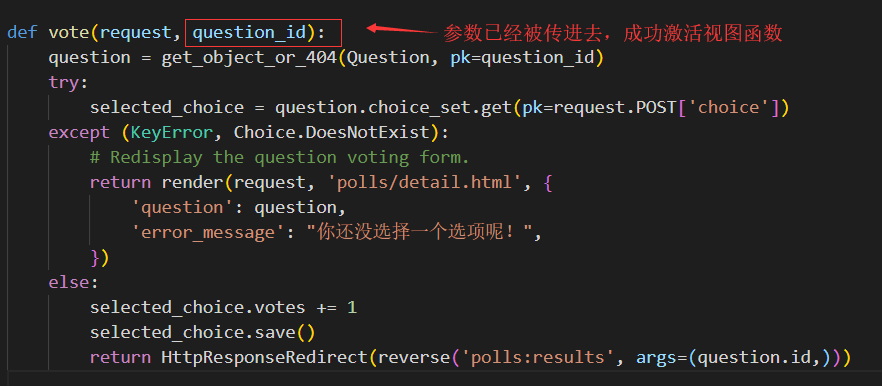 def vote(request, question_id): 参数已经被传进去，成功激活视图函数
    question = get_object_or_404(Question, pk=question_id)
    try:
        selected_choice = question.choice_set.get(pk=request.POST['choice'])
    except (KeyError, Choice.DoesNotExist):
        # Redisplay the question voting form.
        return render(request, 'polls/detail.html', {
            'question': question,
            'error_message': "你还没选择一个选项呢！",
        })
    else:
        selected_choice.votes += 1
        selected_choice.save()
        return HttpResponseRedirect(reverse('polls:results', args=(question.id,)))